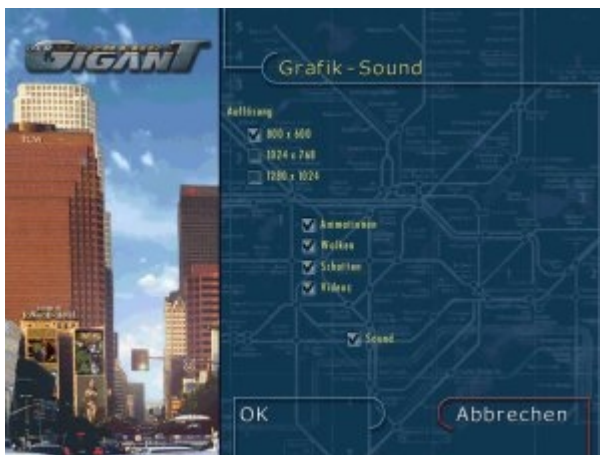 GIGANT
Grafik - Sound
Auflösung
800 x 600
1024 x 768
1280 x 1024
Animationen
Wolken
Schatten
Videos
Sound
OK
Abbrechen